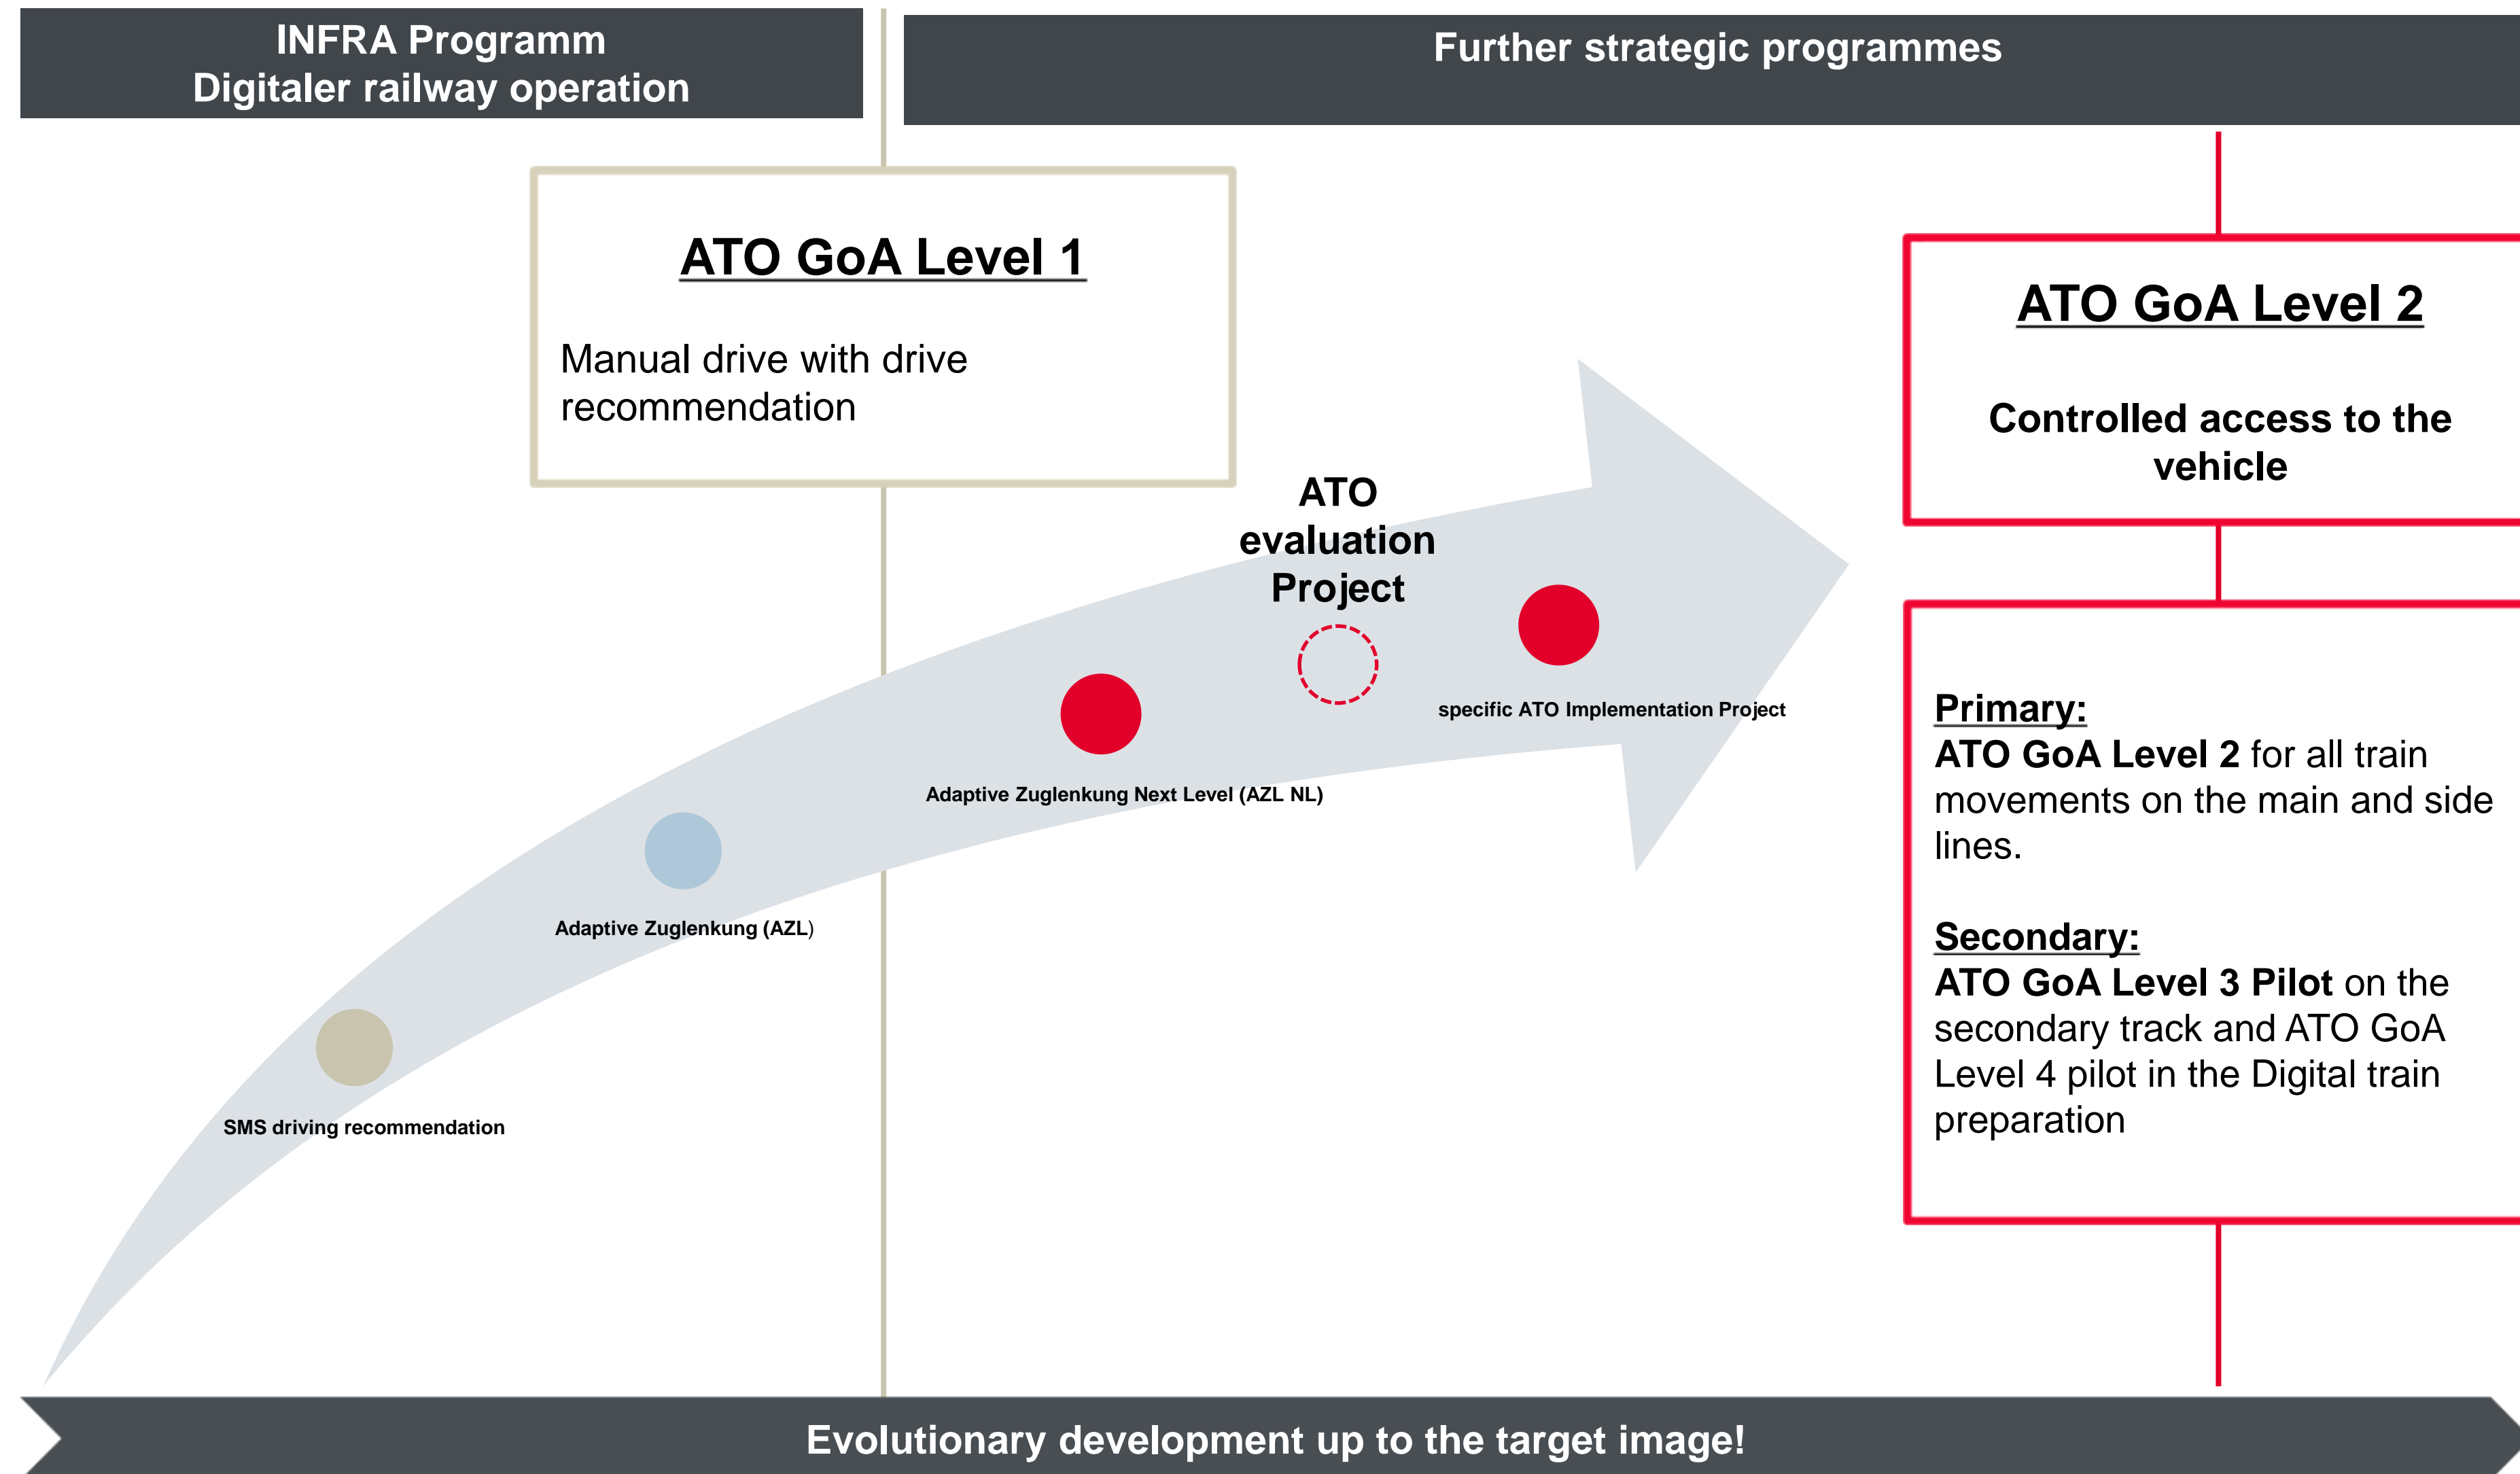 INFRA Programm
Digitaler railway operation
Further strategic programmes
ATO GoA Level 1
Manual drive with drive
recommendation
ATO GoA Level 2
Controlled access to the
vehicle
ATO
evaluation
Project
specific ATO Implementation Project
Adaptive Zuglenkung Next Level (AZL NL)
Adaptive Zuglenkung (AZL)
SMS driving recommendation
Primary:
ATO GoA Level 2 for all train
movements on the main and side
lines.
Secondary:
ATO GoA Level 3 Pilot on the
secondary track and ATO GoA
Level 4 pilot in the Digital train
preparation
Evolutionary development up to the target image!